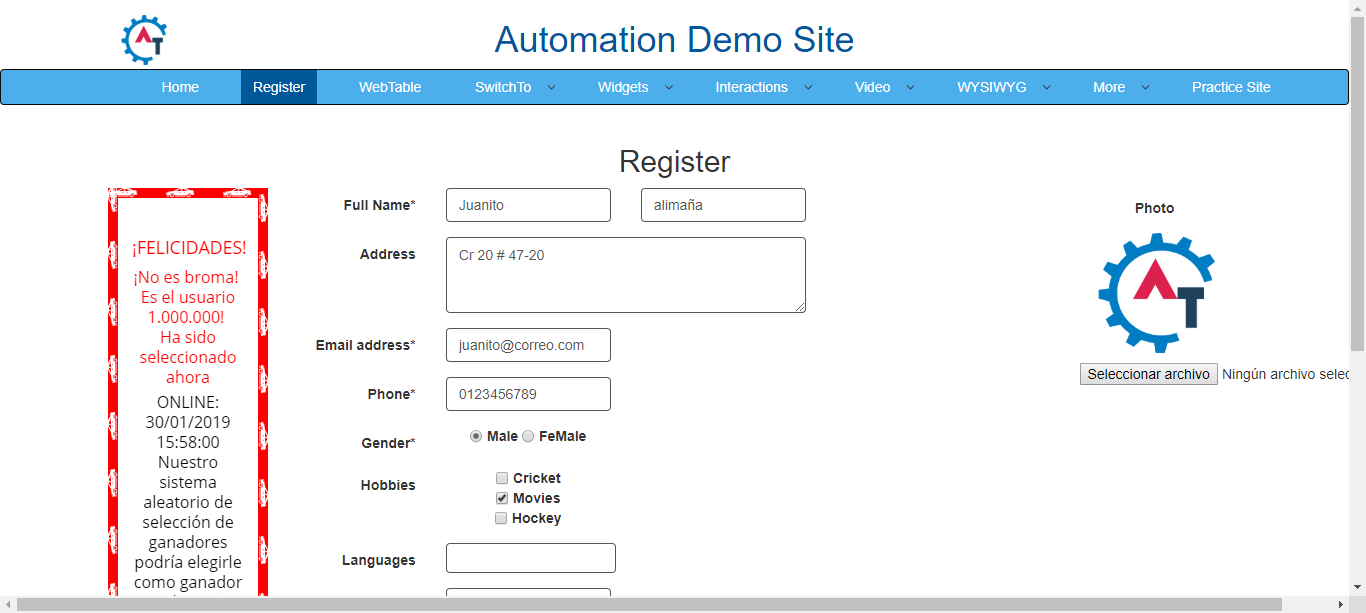 AT
Automation Demo Site
Home Register WebTable SwitchTo Widgets Interactions Video WYSIWYG More Practice Site
Register
¡FELICIDADES!
¡No es broma!
Es el usuario
1.000.000!
Ha sido
seleccionado
ahora
ONLINE:
30/01/2019
15:58:00
Nuestro
sistema
aleatorio de
selección de
ganadores
podría elegirle
como ganador
Full Name* Juanito alimaña
Address Cr 20 # 47-20
Email address* juanito@correo.com
Phone* 0123456789
Gender* Male FeMale
Hobbies Cricket
Movies
Hockey
Languages
Photo
AT
Seleccionar archivo Ningún archivo selec